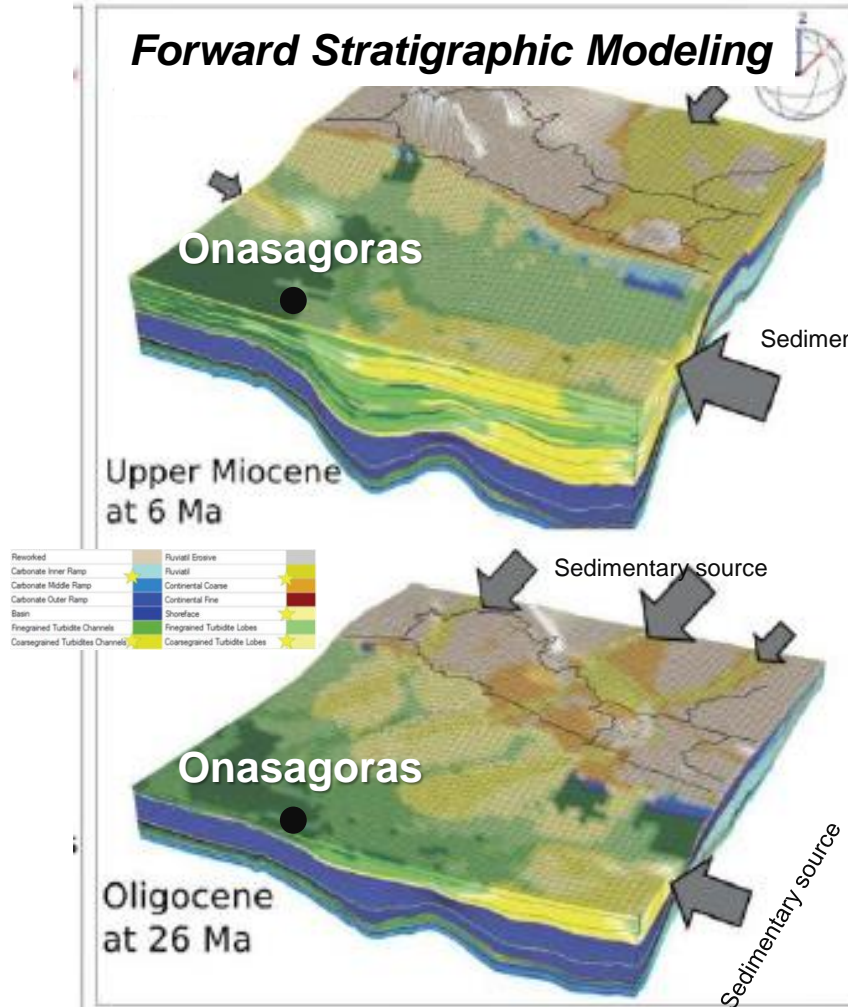 Forward Stratigraphic Modeling
Onasagoras
Sedimen
Upper Miocene
at 6 Ma
Reworked
Fluviatil Erosive
Carbonate Inner Ramp
Fluviatil
Carbonate Middle Ramp
Continental Coarse
Carbonate Outer Ramp
Continental Fine
Basin
Shoreface
Finegrained Turbidite Channels
Finegrained Turbidite Lobes
Coarsegrained Turbidites Channels
Coarsegrained Turbidite Lobes
Sedimentary source
Onasagoras
Oligocene
at 26 Ma
Sedimentary source